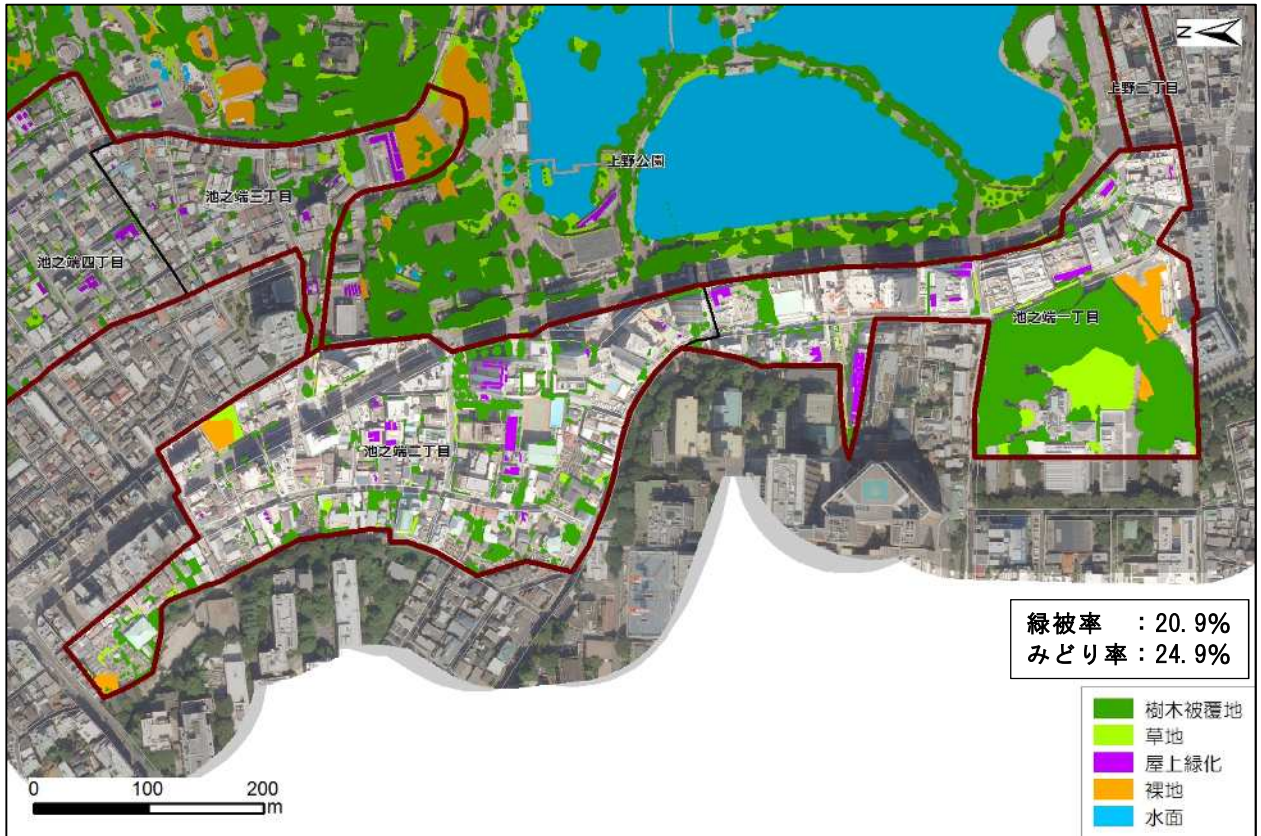 N
上野二丁目
上野公園
池之端三丁目
池之端四丁目
池之端一丁目
池之端二丁目
緑被率 : 20.9%
みどり率 : 24.9%
樹木被覆地
草地
屋上緑化
裸地
水面
0 100 200
m